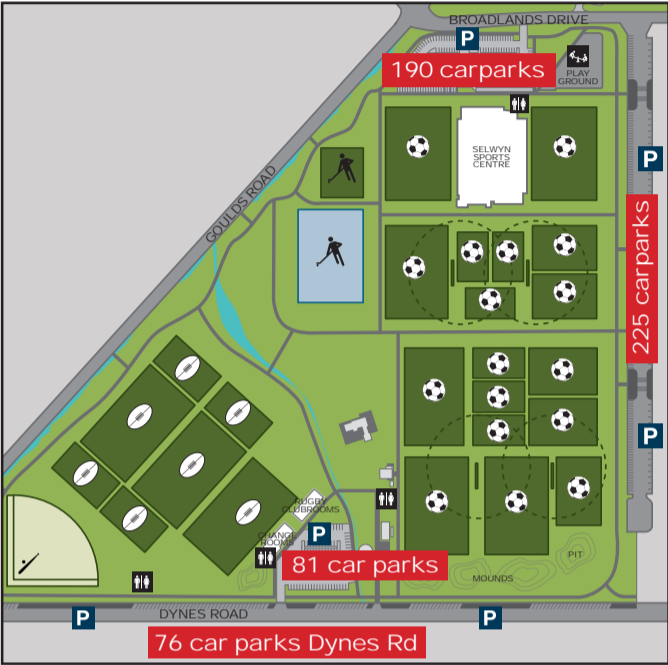 BROADLANDS DRIVE
P
190 carparks
PLAY
GROUND
P
SELWYN
SPORTS
CENTRE
GOULDS ROAD
225 carparks
P
RUGBY
CLUBROOMS
CHANGE
ROOMS
P
PIT
81 car parks
MOUNDS
P
DYNES ROAD
P
76 car parks Dynes Rd